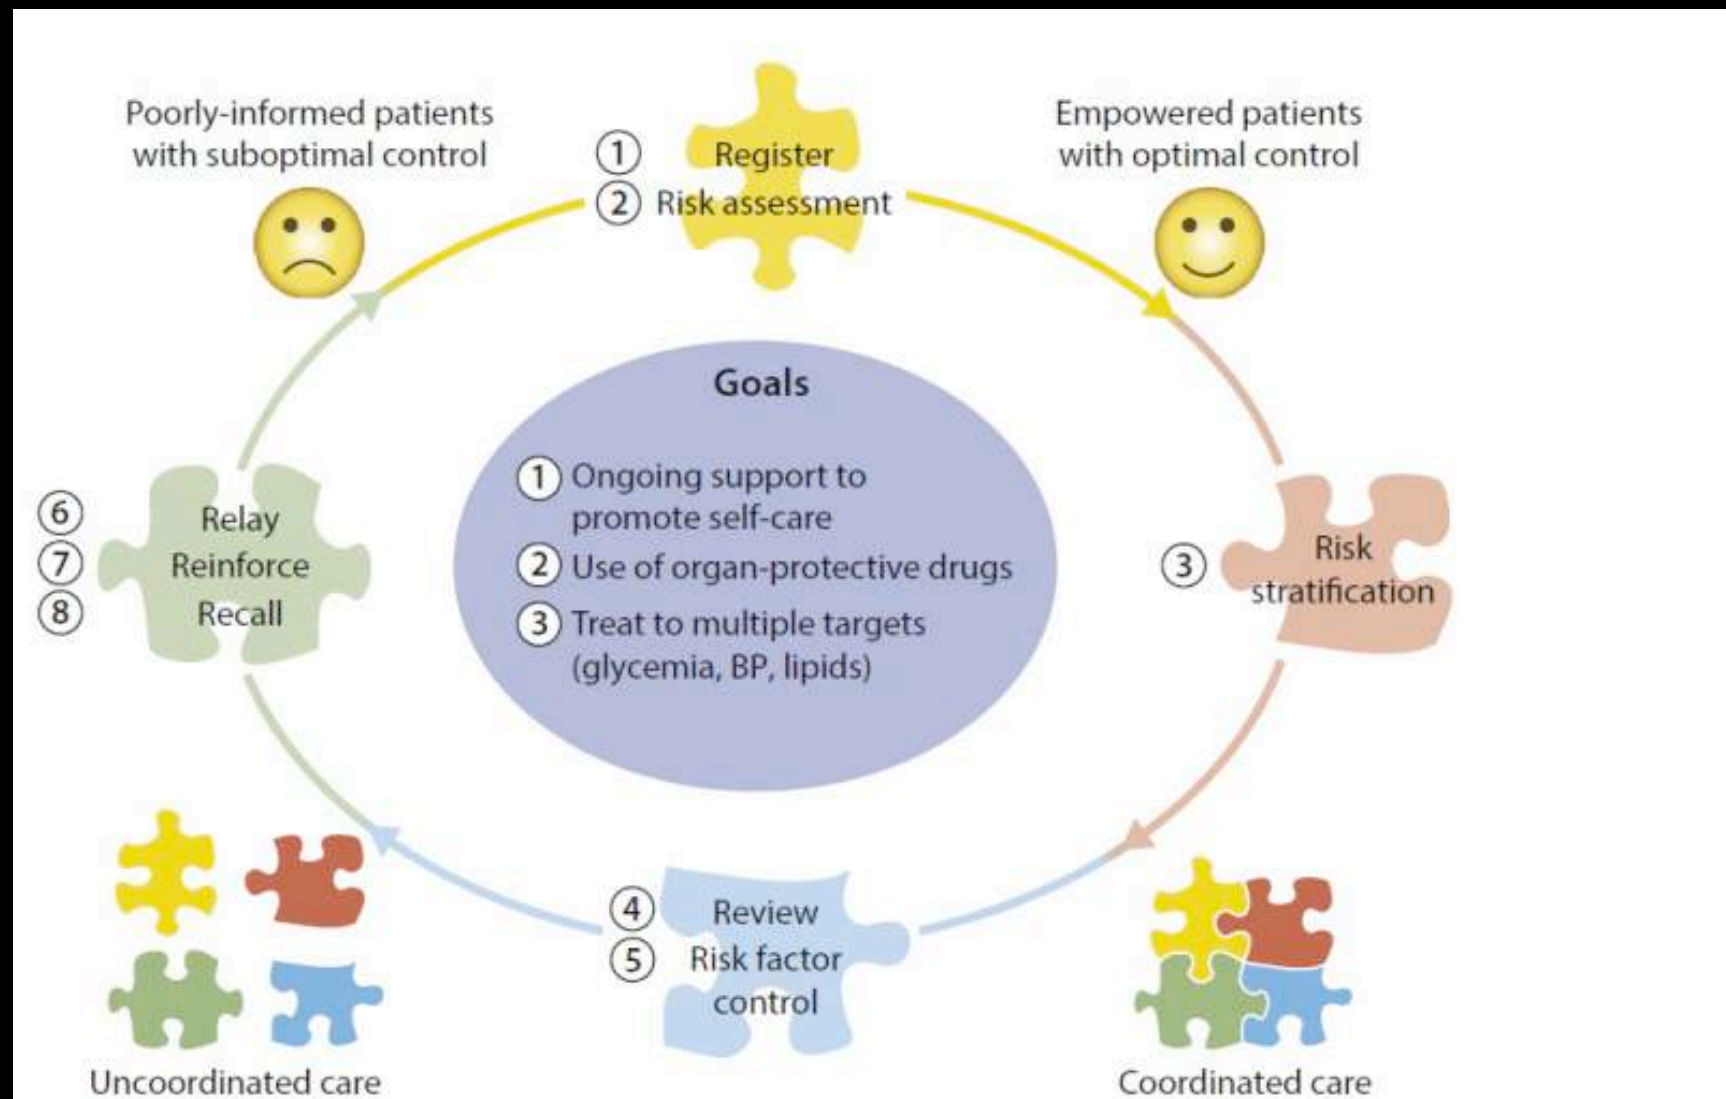 Poorly-informed patients
with suboptimal control
① Register
② Risk assessment
Empowered patients
with optimal control
Goals
① Ongoing support to
promote self-care
② Use of organ-protective drugs
③ Treat to multiple targets
(glycemia, BP, lipids)
⑥ Relay
⑦ Reinforce
⑧ Recall
③ Risk
stratification
④ Review
⑤ Risk factor
control
Uncoordinated care
Coordinated care